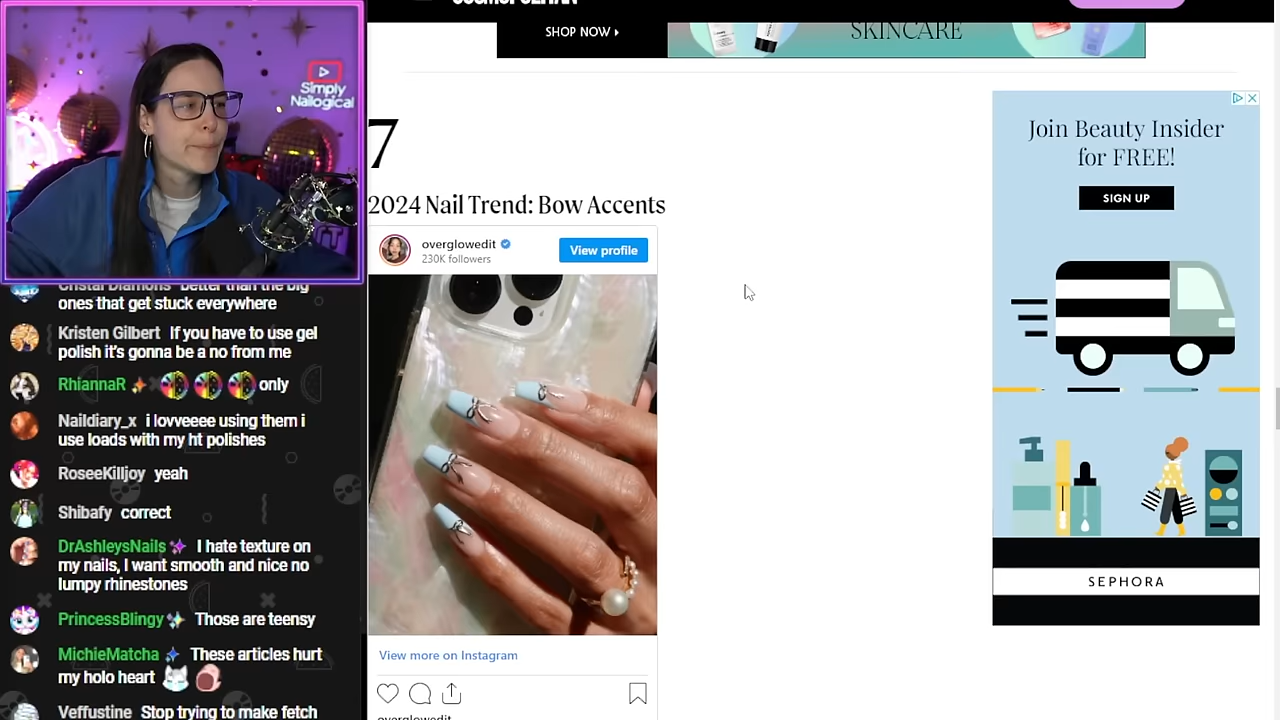 COSMOPOLITAN
SHOP NOW
SKINCARE
Simply
Nailogical
7
2024 Nail Trend: Bow Accents
overglowedit
230K followers
View profile
View more on Instagram
overglowedit
Join Beauty Insider
for FREE!
SIGN UP
SEPHORA
Cristal Diamons better than the big
ones that get stuck everywhere
Kristen Gilbert If you have to use gel
polish it's gonna be a no from me
RhiannaR only
Naildiary_x i lovveeee using them i
use loads with my ht polishes
RoseeKilljoy yeah
Shibafy correct
DrAshleysNails I hate texture on
my nails, I want smooth and nice no
lumpy rhinestones
PrincessBlingy Those are teensy
MichieMatcha These articles hurt
my holo heart
Veffustine Stop trying to make fetch